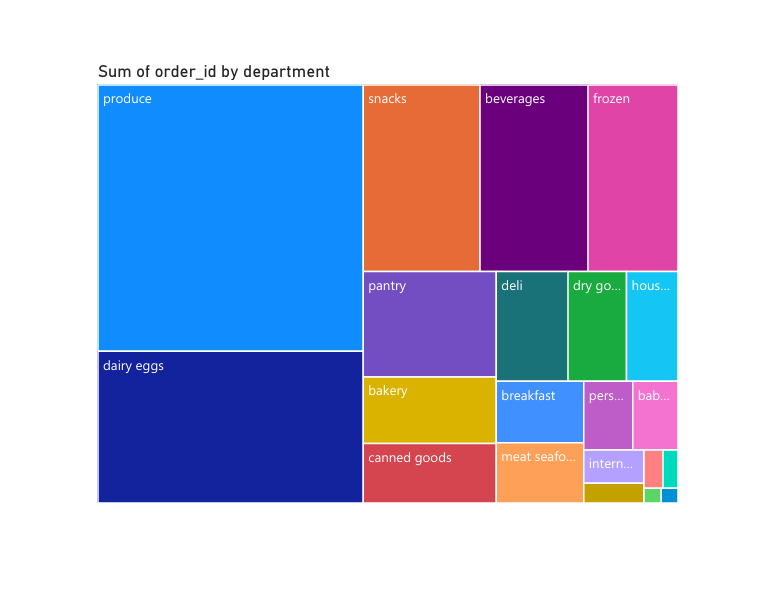 Sum of order_id by department
produce
snacks
beverages
frozen
pantry
deli
dry go...
hous...
dairy eggs
bakery
breakfast
pers...
bab...
canned goods
meat seafo...
intern...